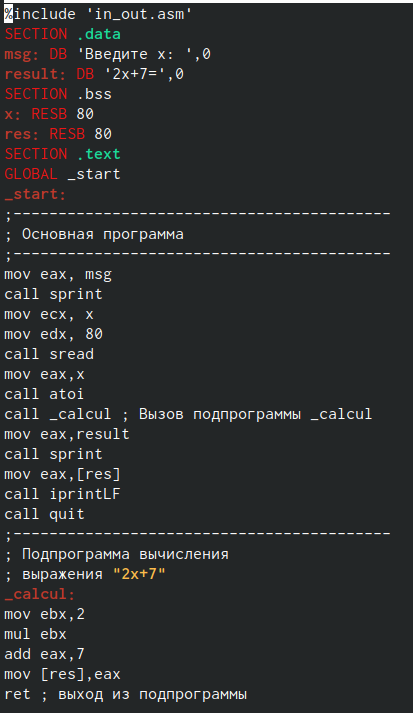 %include 'in_out.asm'
SECTION .data
msg: DB 'Введите x: ',0
result: DB '2x+7=',0
SECTION .bss
x: RESB 80
res: RESB 80
SECTION .text
GLOBAL _start
_start:
;------------------------------------------
; Основная программа
;------------------------------------------
mov eax, msg
call sprint
mov ecx, x
mov edx, 80
call sread
mov eax,x
call atoi
call _calcul ; Вызов подпрограммы _calcul
mov eax,result
call sprint
mov eax,[res]
call iprintLF
call quit
;------------------------------------------
; Подпрограмма вычисления
; выражения "2x+7"
_calcul:
mov ebx,2
mul ebx
add eax,7
mov [res],eax
ret ; выход из подпрограммы